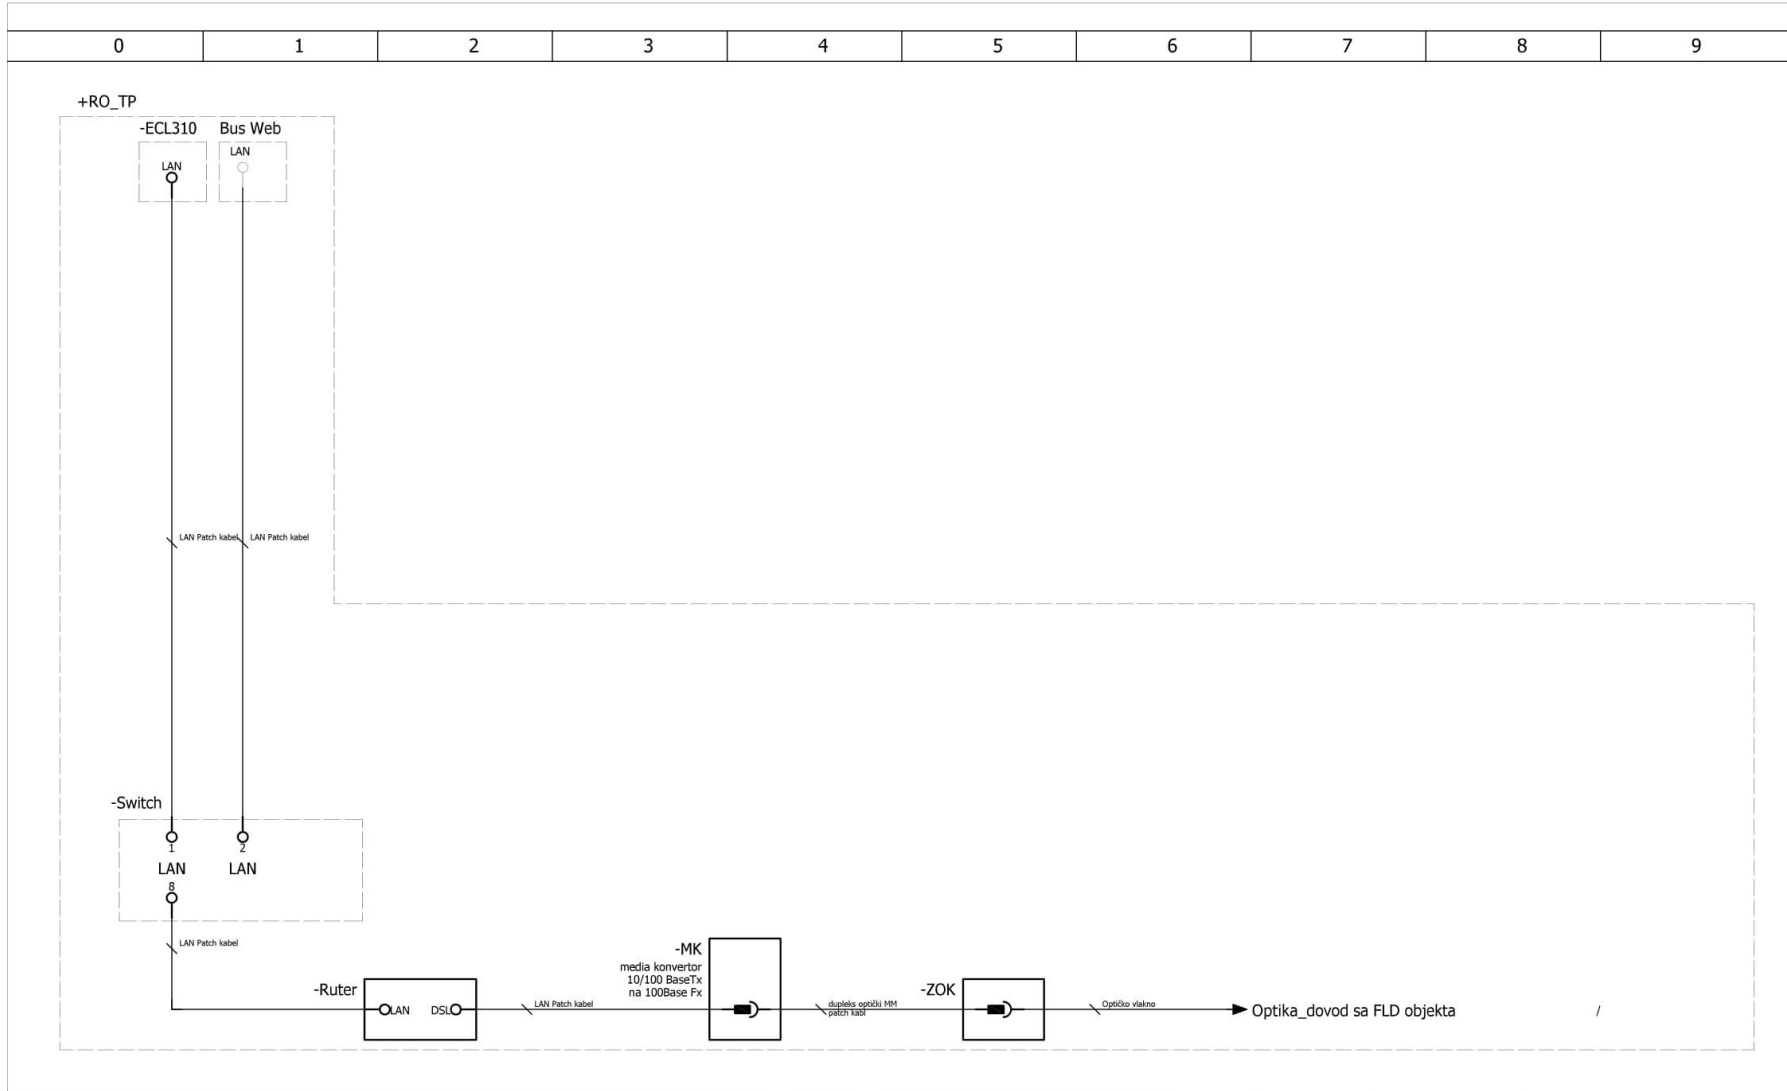 0 1 2 3 4 5 6 7 8 9
+RO_TP
-ECL310
Bus Web
LAN
LAN
LAN Patch kabel
LAN Patch kabel
-Switch
1
2
LAN
LAN
8
LAN Patch kabel
-Ruter
LAN
DSL
LAN Patch kabel
-MK
media konvertor
10/100 BaseTx
na 100Base Fx
dupleks optički MM
patch kabl
-ZOK
Optičko vlakno
Optika_dovod sa FLD objekta
/